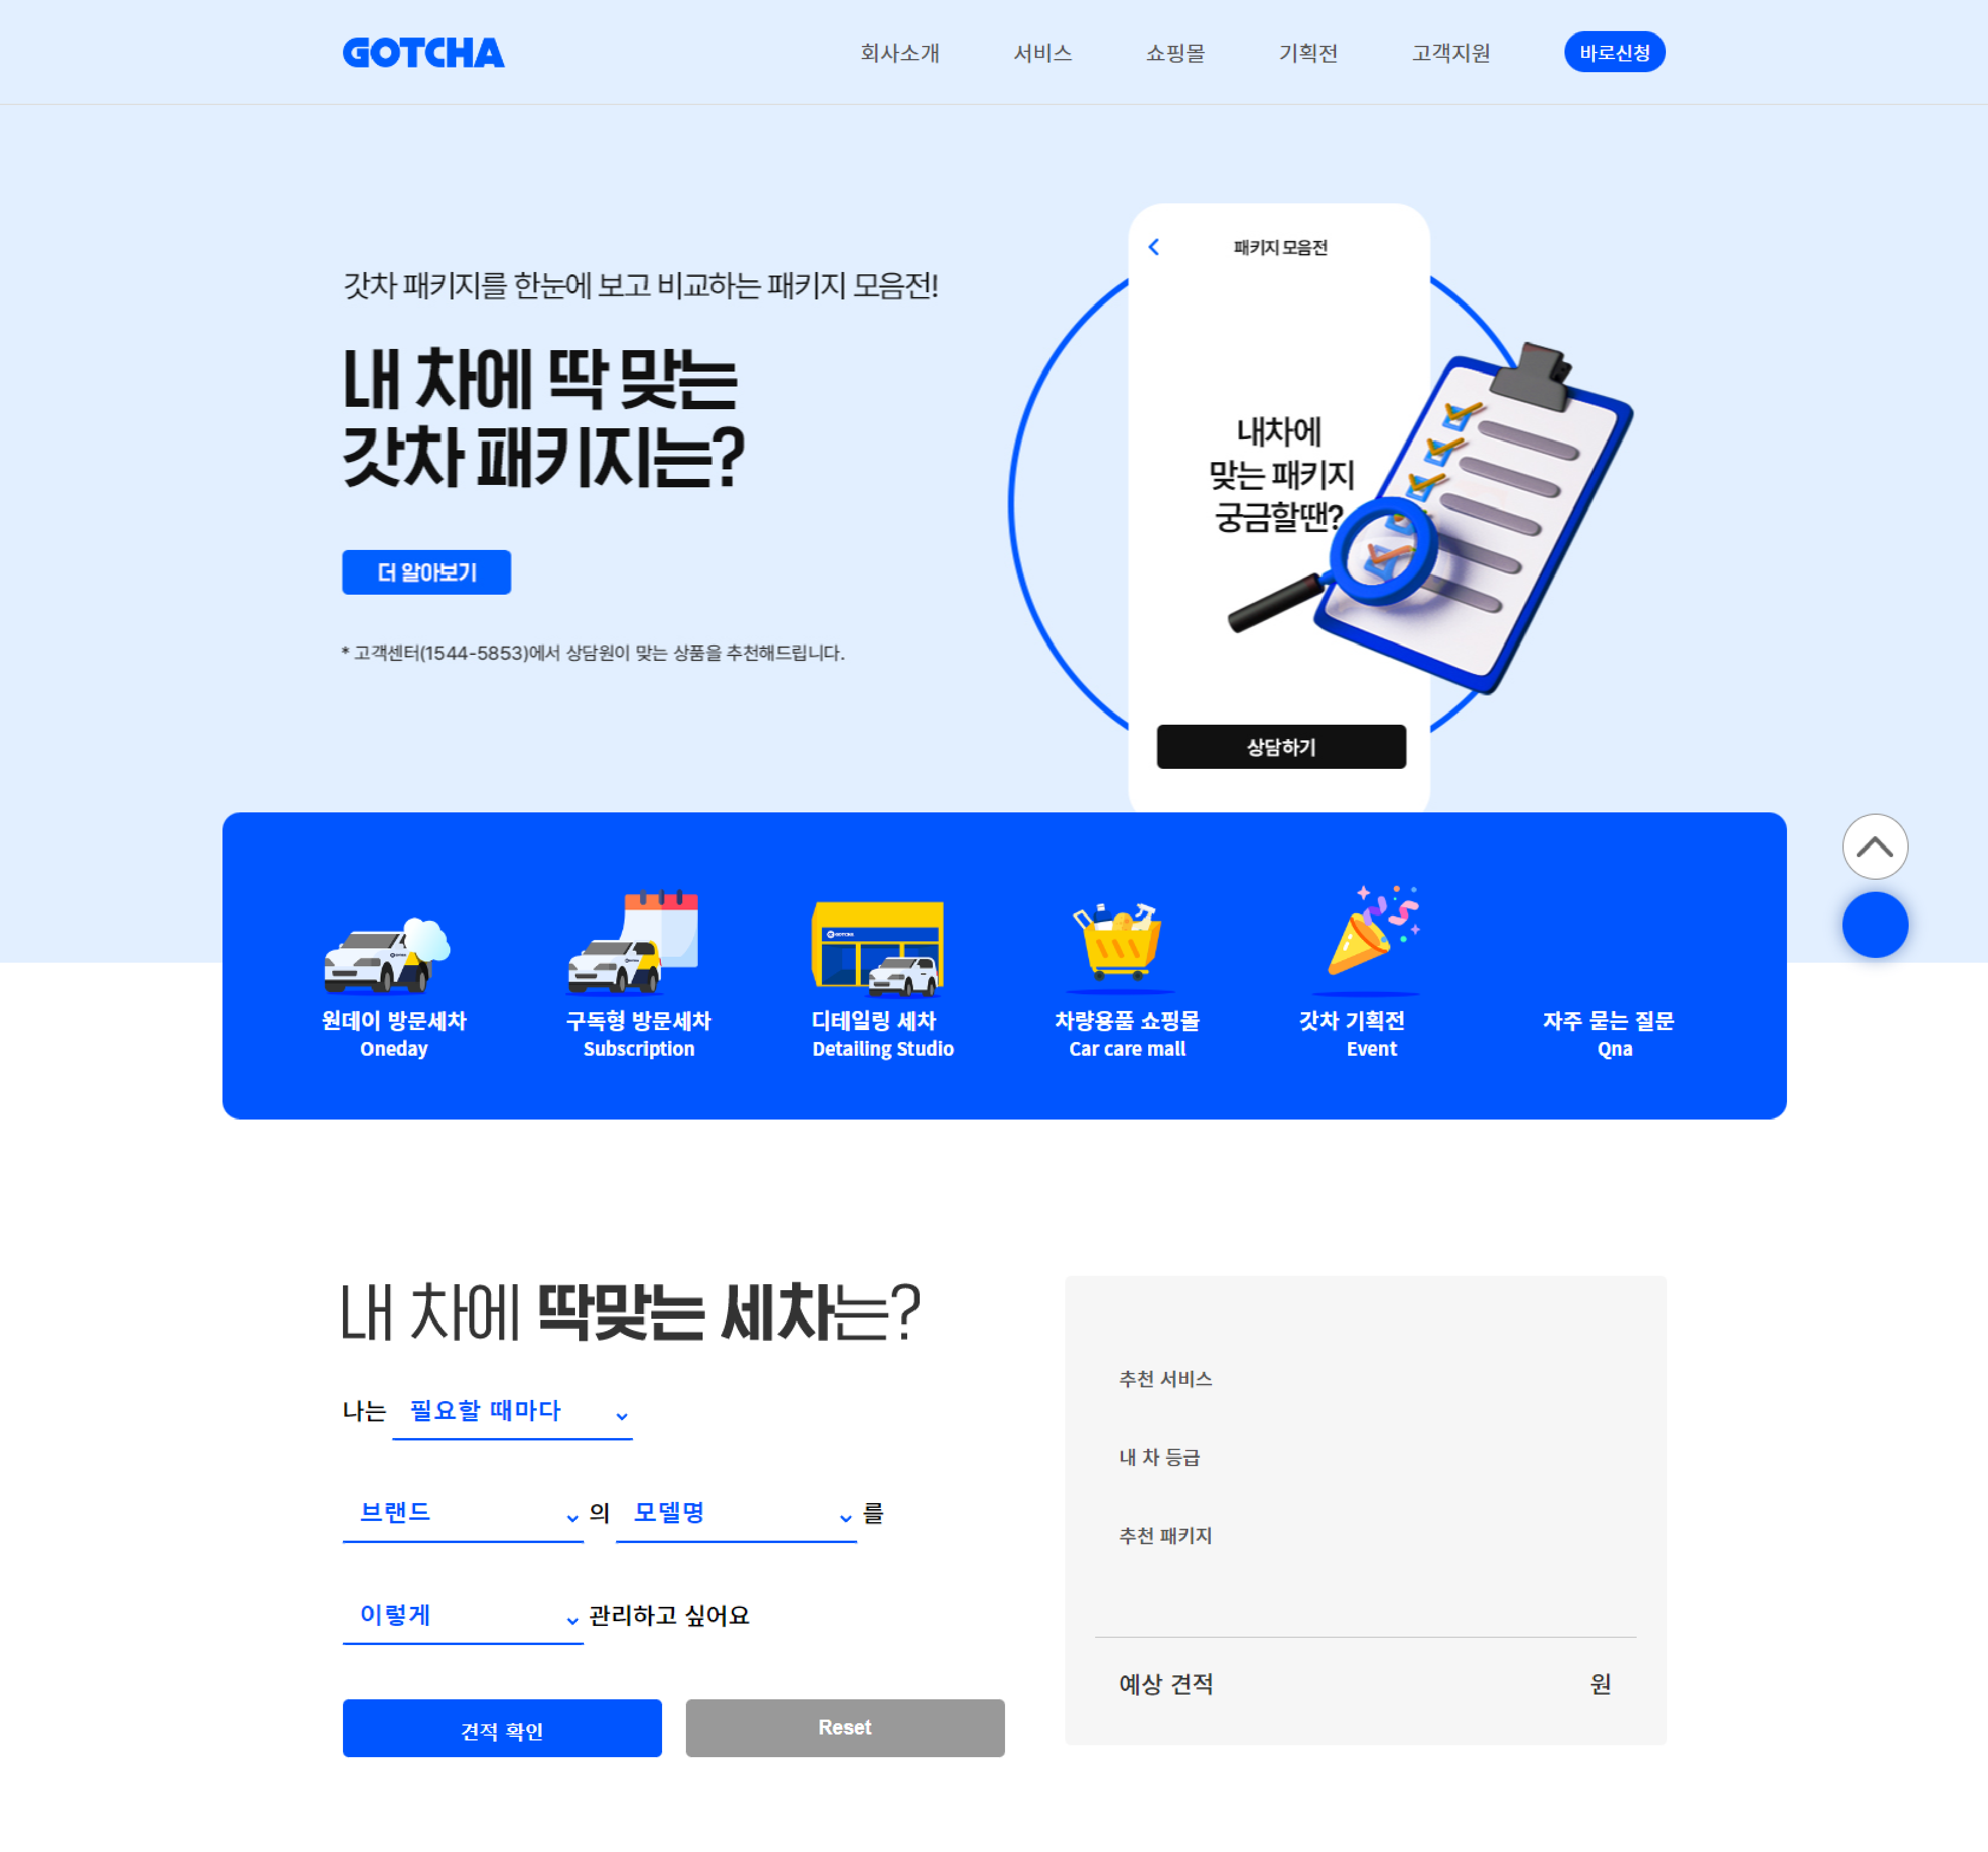 GOTCHA
회사소개
서비스
쇼핑몰
기획전
고객지원
바로신청
갓차 패키지를 한눈에 보고 비교하는 패키지 모음전!
내 차에 딱 맞는
갓차 패키지는?
더 알아보기
* 고객센터(1544-5853)에서 상담원이 맞는 상품을 추천해드립니다.
패키지 모음전
내차에
맞는 패키지
궁금할땐?
상담하기
GOTCHA
원데이 방문세차
Oneday
구독형 방문세차
Subscription
디테일링 세차
Detailing Studio
차량용품 쇼핑몰
Car care mall
갓차 기획전
Event
자주 묻는 질문
Qna
내 차에 딱맞는 세차는?
나는 필요할 때마다
브랜드 의 모델명 를
이렇게 관리하고 싶어요
견적 확인
Reset
추천 서비스
내 차 등급
추천 패키지
예상 견적 원